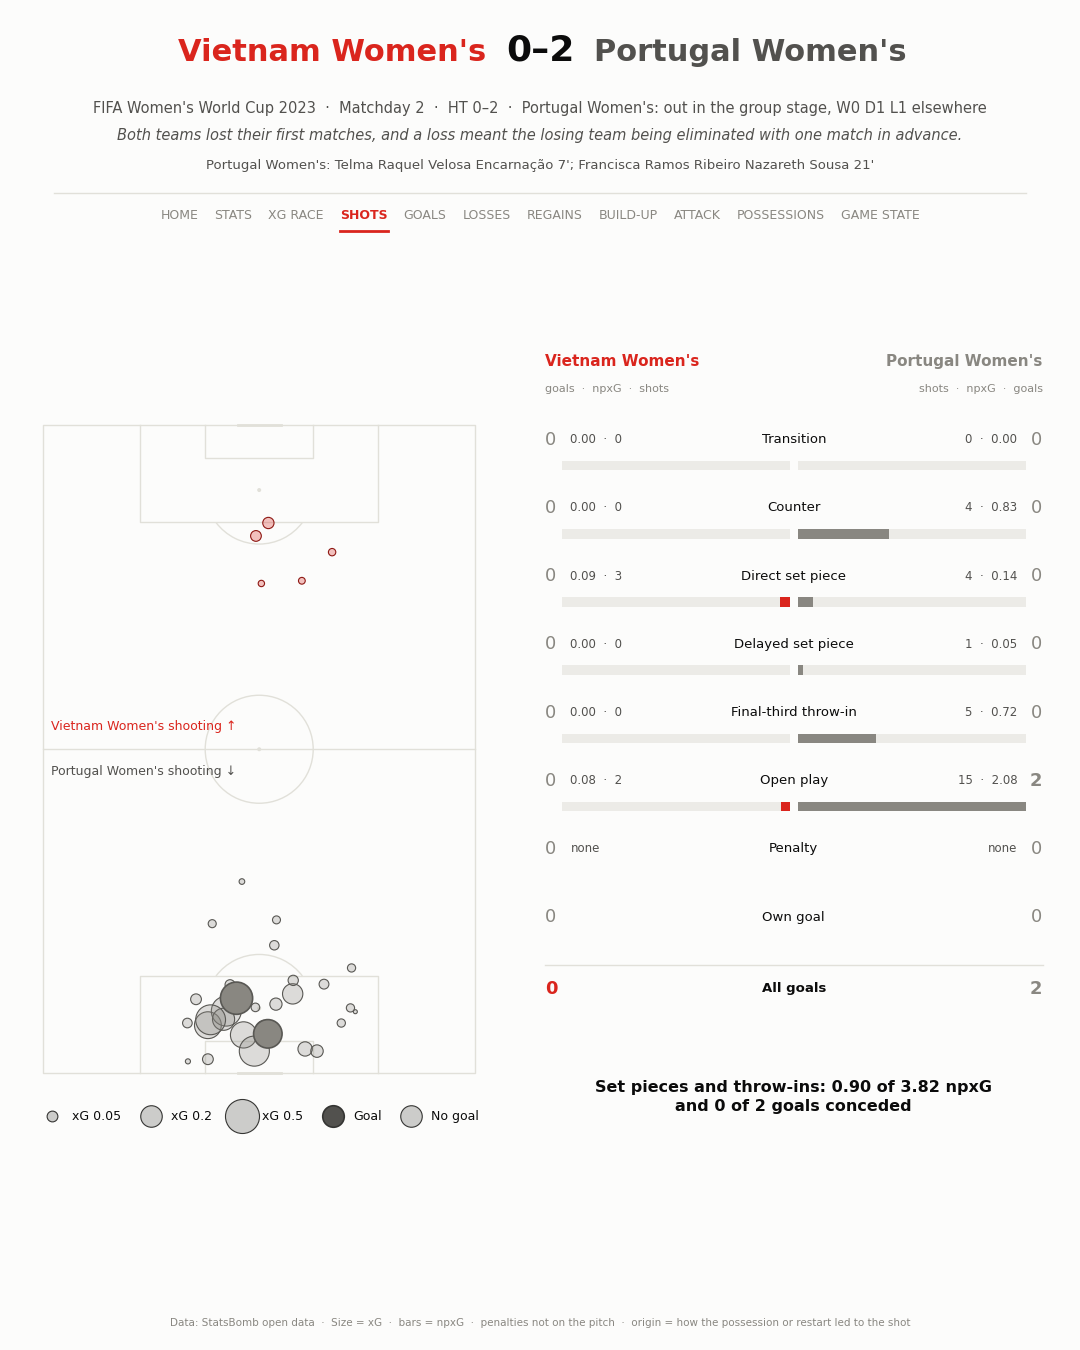 Vietnam Women's 0–2 Portugal Women's
FIFA Women's World Cup 2023 · Matchday 2 · HT 0–2 · Portugal Women's: out in the group stage, W0 D1 L1 elsewhere
Both teams lost their first matches, and a loss meant the losing team being eliminated with one match in advance.
Portugal Women's: Telma Raquel Velosa Encarnação 7'; Francisca Ramos Ribeiro Nazareth Sousa 21'
HOME STATS XG RACE SHOTS GOALS LOSSES REGAINS BUILD-UP ATTACK POSSESSIONS GAME STATE
Vietnam Women's Portugal Women's
goals · npxG · shots shots · npxG · goals
0 0.00 · 0 Transition 0 · 0.00 0
0 0.00 · 0 Counter 4 · 0.83 0
0 0.09 · 3 Direct set piece 4 · 0.14 0
0 0.00 · 0 Delayed set piece 1 · 0.05 0
0 0.00 · 0 Final-third throw-in 5 · 0.72 0
0 0.08 · 2 Open play 15 · 2.08 2
0 none Penalty none 0
0 Own goal 0
0 All goals 2
Vietnam Women's shooting ↑
Portugal Women's shooting ↓
xG 0.05 xG 0.2 xG 0.5 Goal No goal
Set pieces and throw-ins: 0.90 of 3.82 npxG
and 0 of 2 goals conceded
Data: StatsBomb open data · Size = xG · bars = npxG · penalties not on the pitch · origin = how the possession or restart led to the shot